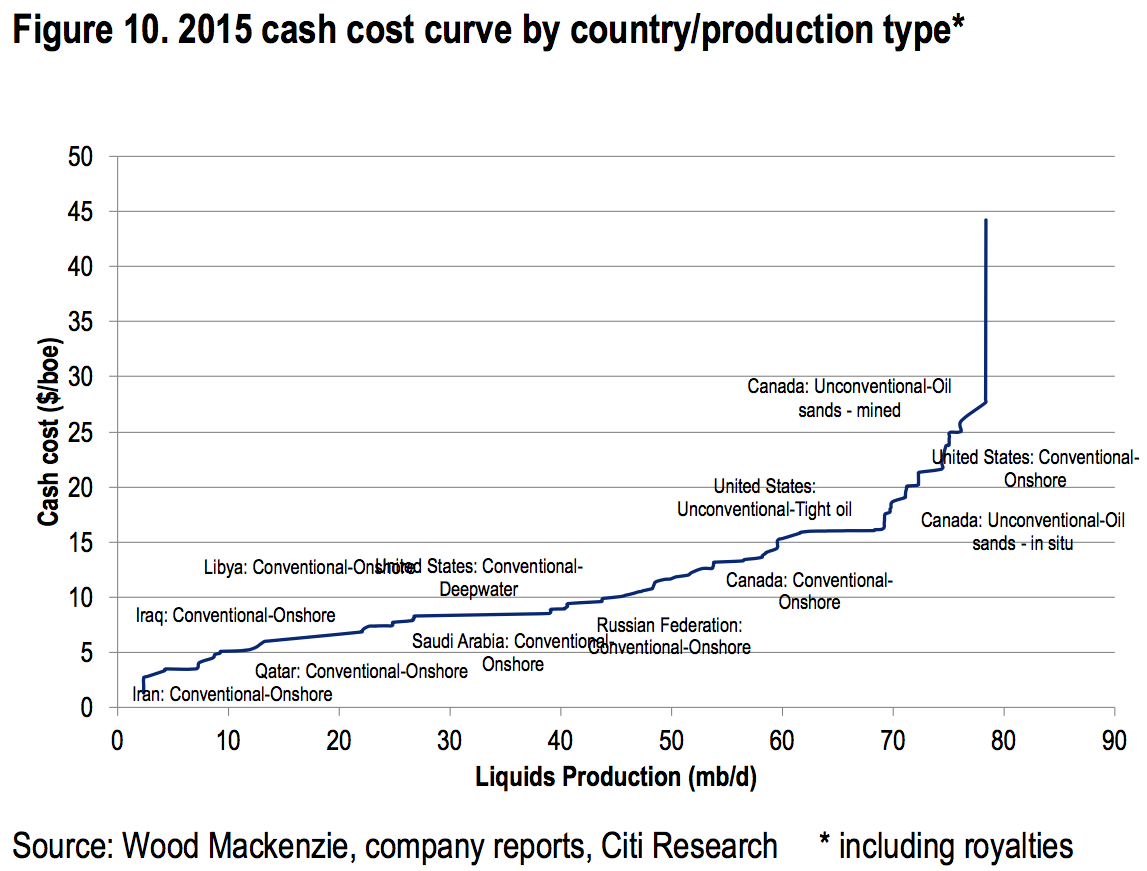 Figure 10. 2015 cash cost curve by country/production type*
50
45
40
35
30
25
20
15
10
5
0
Cash cost ($/boe)
Canada: Unconventional-Oil
sands - mined
United States: Conventional-
Onshore
United States:
Unconventional-Tight oil
Canada: Unconventional-Oil
sands - in situ
Libya: Conventional-Onshore
United States: Conventional-
Deepwater
Canada: Conventional-
Onshore
Iraq: Conventional-Onshore
Saudi Arabia: Conventional-
Onshore
Russian Federation:
Conventional-Onshore
Qatar: Conventional-Onshore
Iran: Conventional-Onshore
0 10 20 30 40 50 60 70 80 90
Liquids Production (mb/d)
Source: Wood Mackenzie, company reports, Citi Research * including royalties